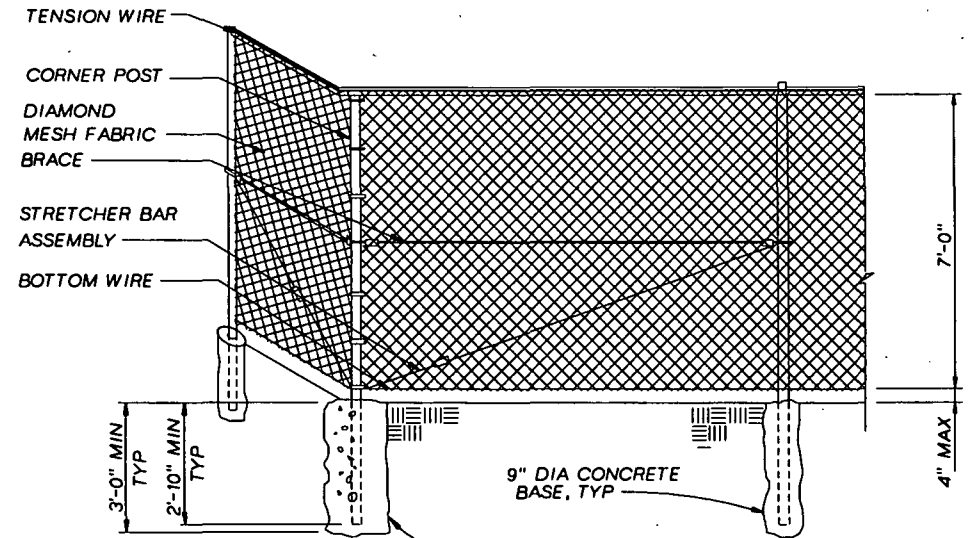 TENSION WIRE
CORNER POST
DIAMOND
MESH FABRIC
BRACE
STRETCHER BAR
ASSEMBLY
BOTTOM WIRE
7'-0"
4" MAX
3'-0" MIN
TYP
2'-10" MIN
TYP
9" DIA CONCRETE
BASE, TYP